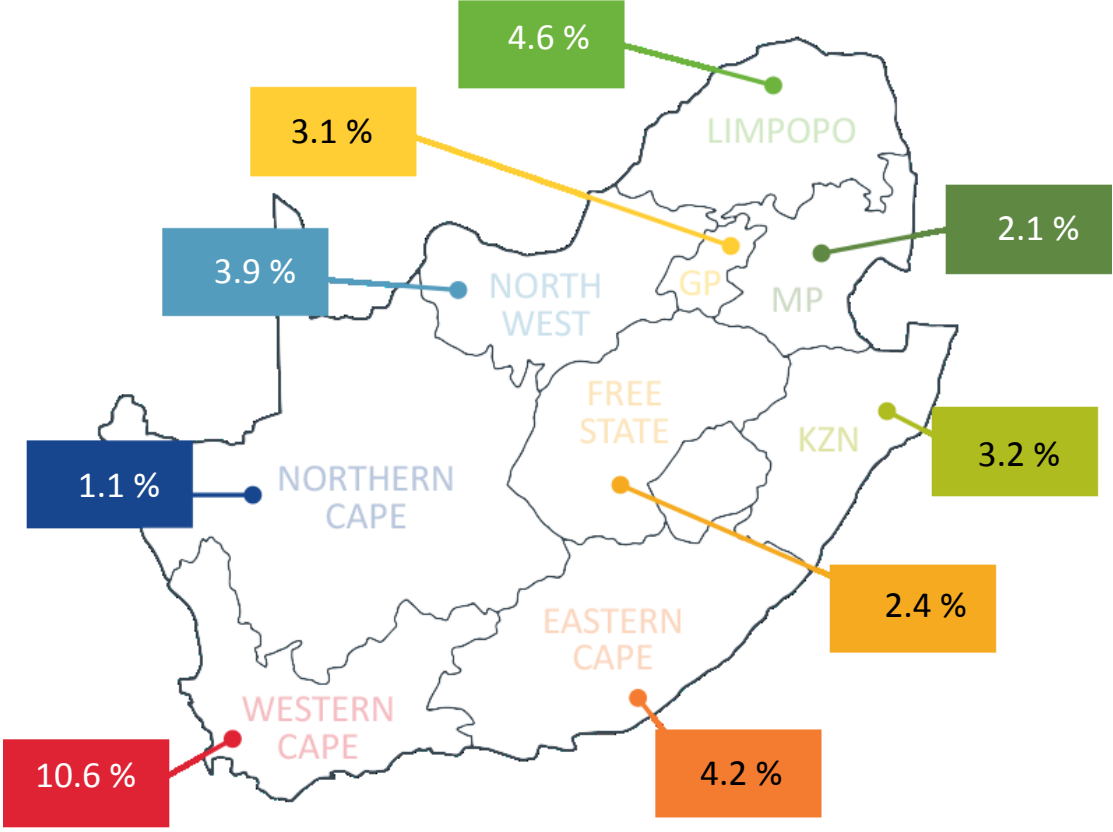 4.6 %
LIMPOPO
3.1 %
2.1 %
3.9 %
NORTH
WEST
GP
MP
FREE
STATE
KZN
3.2 %
1.1 %
NORTHERN
CAPE
2.4 %
EASTERN
CAPE
WESTERN
CAPE
10.6 %
4.2 %